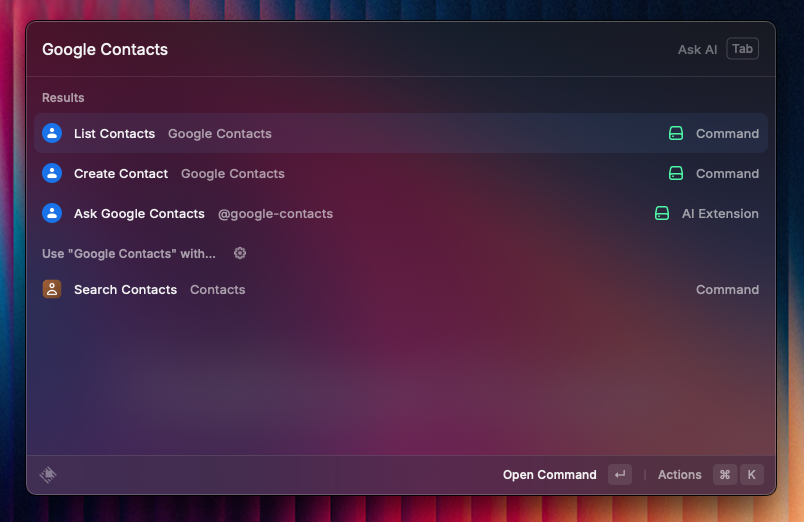 Google Contacts Ask AI Tab
Results
List Contacts Google Contacts Command
Create Contact Google Contacts Command
Ask Google Contacts @google-contacts AI Extension
Use "Google Contacts" with...
Search Contacts Contacts Command
Open Command ↵ Actions ⌘ K